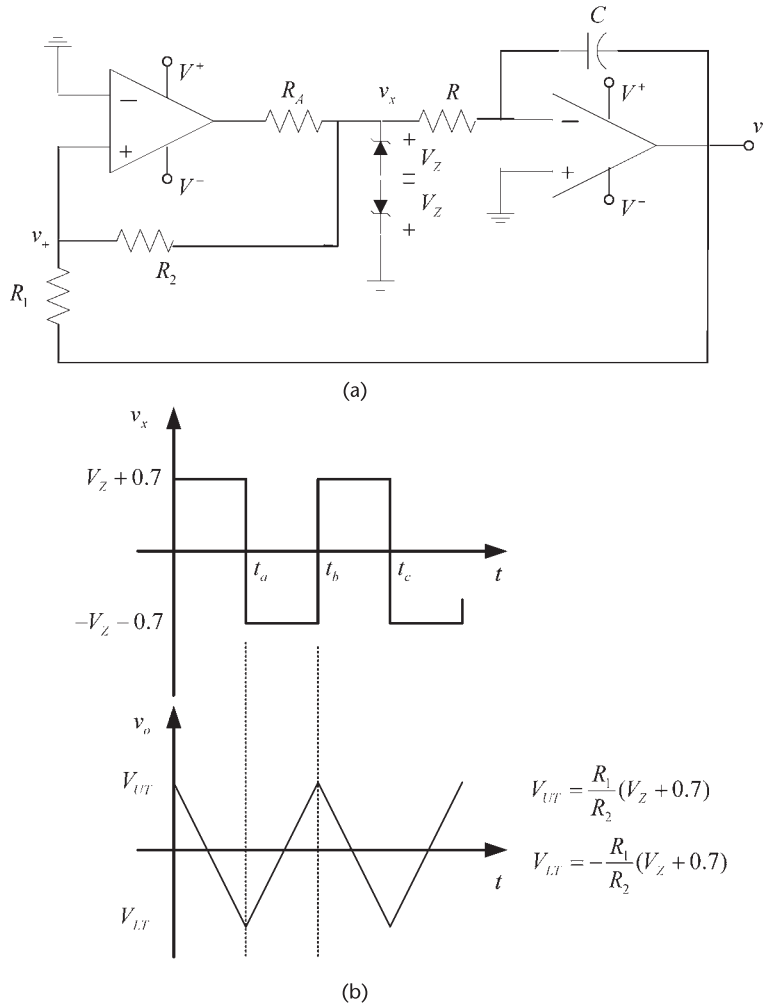 C
V⁺
R_A
v_x
R
V⁺
−
−
v
+
V_Z
+
+
=
V⁻
V_Z
V⁻
v₊
R₂
+
R₁
(a)
v_x
V_Z + 0.7
t_a
t_b
t_c
t
−V_Z − 0.7
v_o
V_UT
V_UT = R₁/R₂ (V_Z + 0.7)
t
V_LT = − R₁/R₂ (V_Z + 0.7)
V_LT
(b)